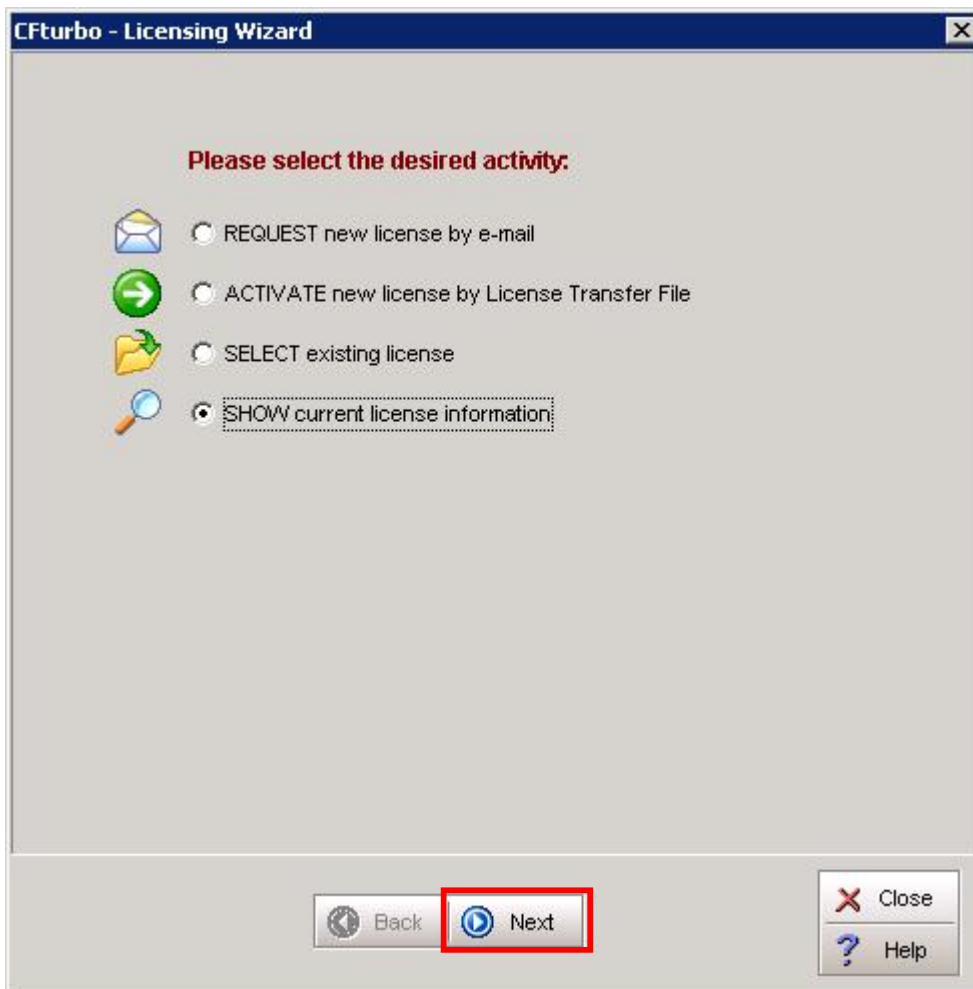 CFturbo - Licensing Wizard
Please select the desired activity:
REQUEST new license by e-mail
ACTIVATE new license by License Transfer File
SELECT existing license
SHOW current license information
Back
Next
Close
Help